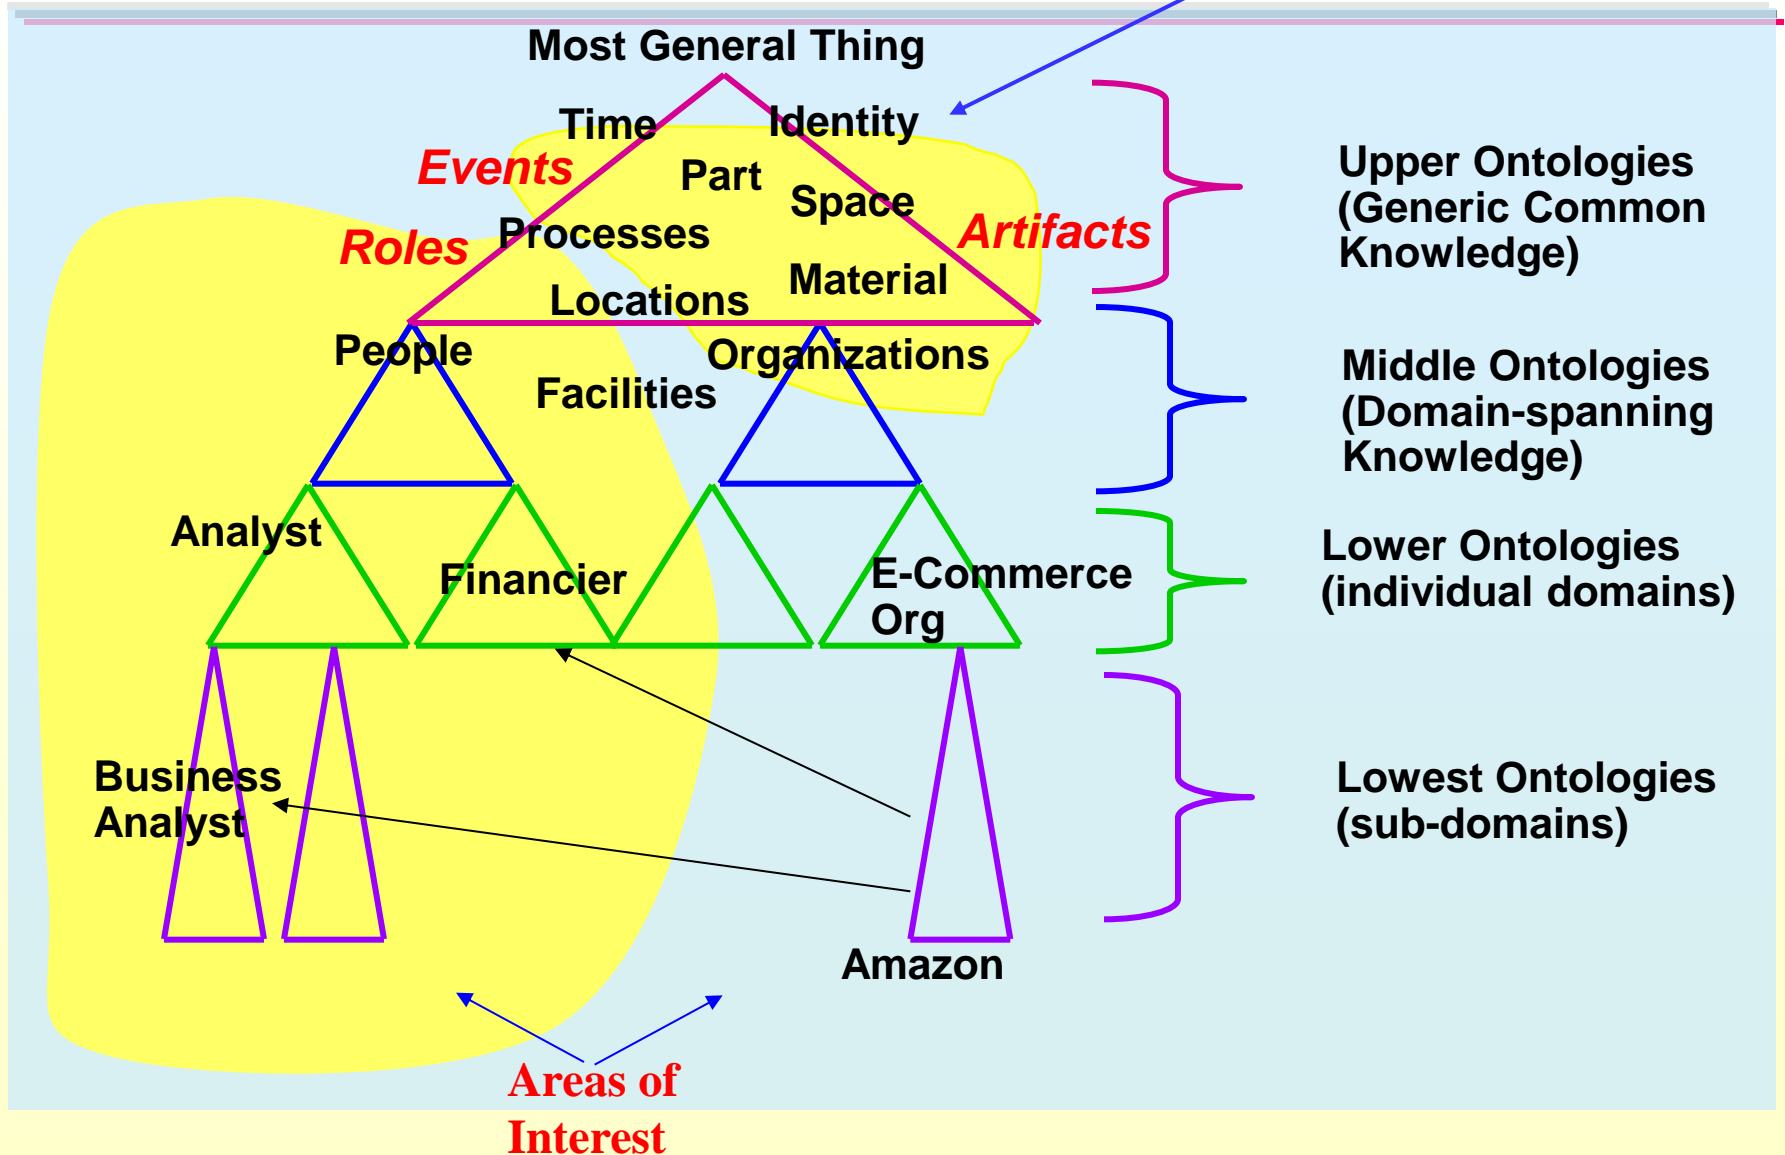 Most General Thing
Time
Identity
Events
Part
Space
Roles
Processes
Artifacts
Material
Locations
People
Organizations
Facilities
Analyst
Financier
E-Commerce
Org
Business
Analyst
Amazon
Areas of
Interest
Upper Ontologies
(Generic Common
Knowledge)
Middle Ontologies
(Domain-spanning
Knowledge)
Lower Ontologies
(individual domains)
Lowest Ontologies
(sub-domains)